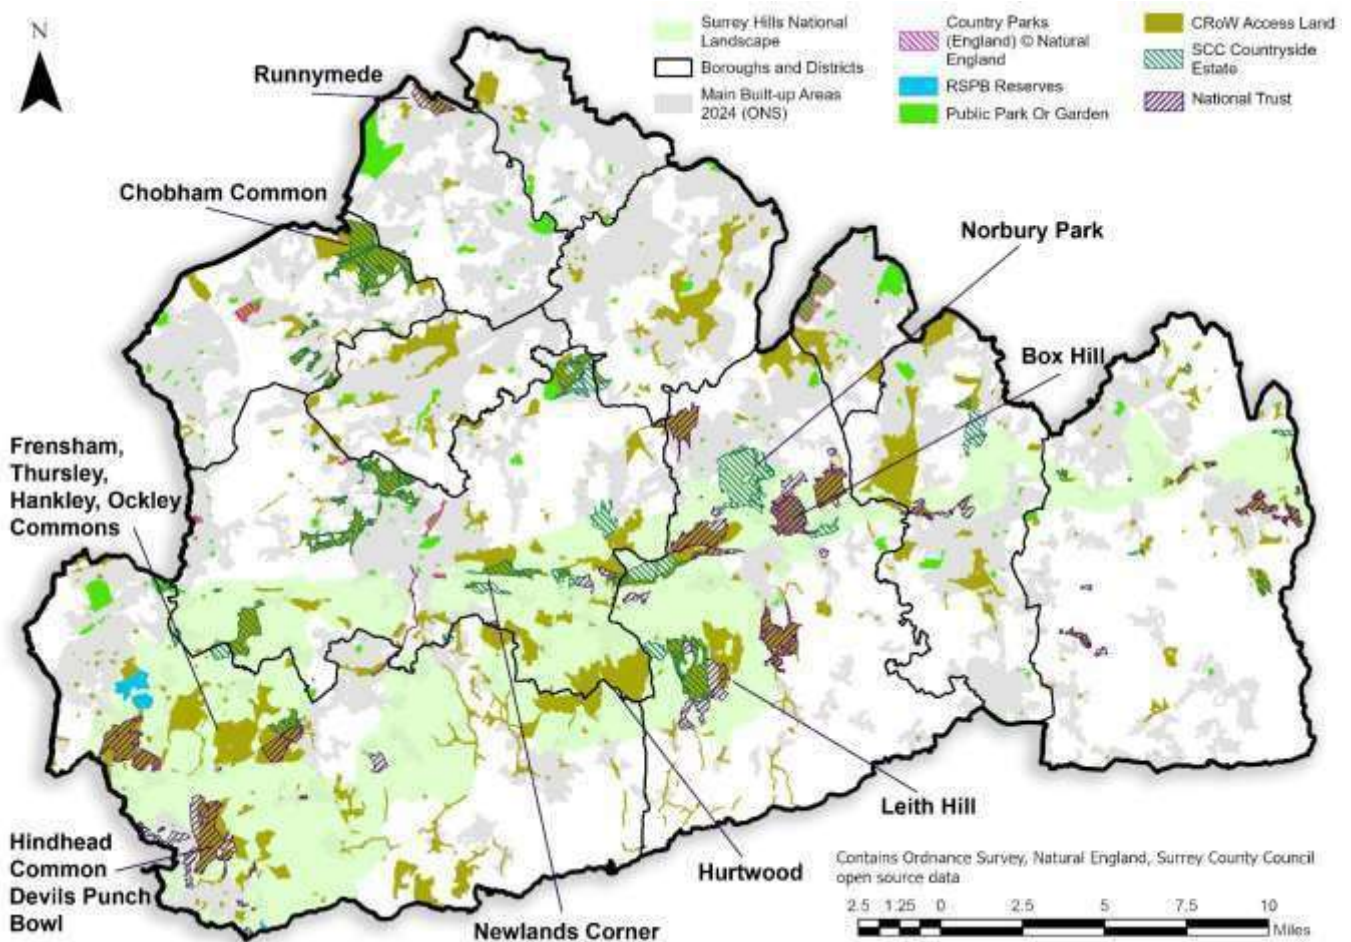 N
Surrey Hills National
Landscape
Boroughs and Districts
Main Built-up Areas
2024 (ONS)
Country Parks
(England) © Natural
England
RSPB Reserves
Public Park Or Garden
CRoW Access Land
SCC Countryside
Estate
National Trust
Runnymede
Chobham Common
Norbury Park
Box Hill
Frensham,
Thursley,
Hankley, Ockley
Commons
Leith Hill
Hindhead
Common
Devils Punch
Bowl
Hurtwood
Newlands Corner
Contains Ordnance Survey, Natural England, Surrey County Council
open source data
2.5 1.25 0 2.5 5 7.5 10
Miles